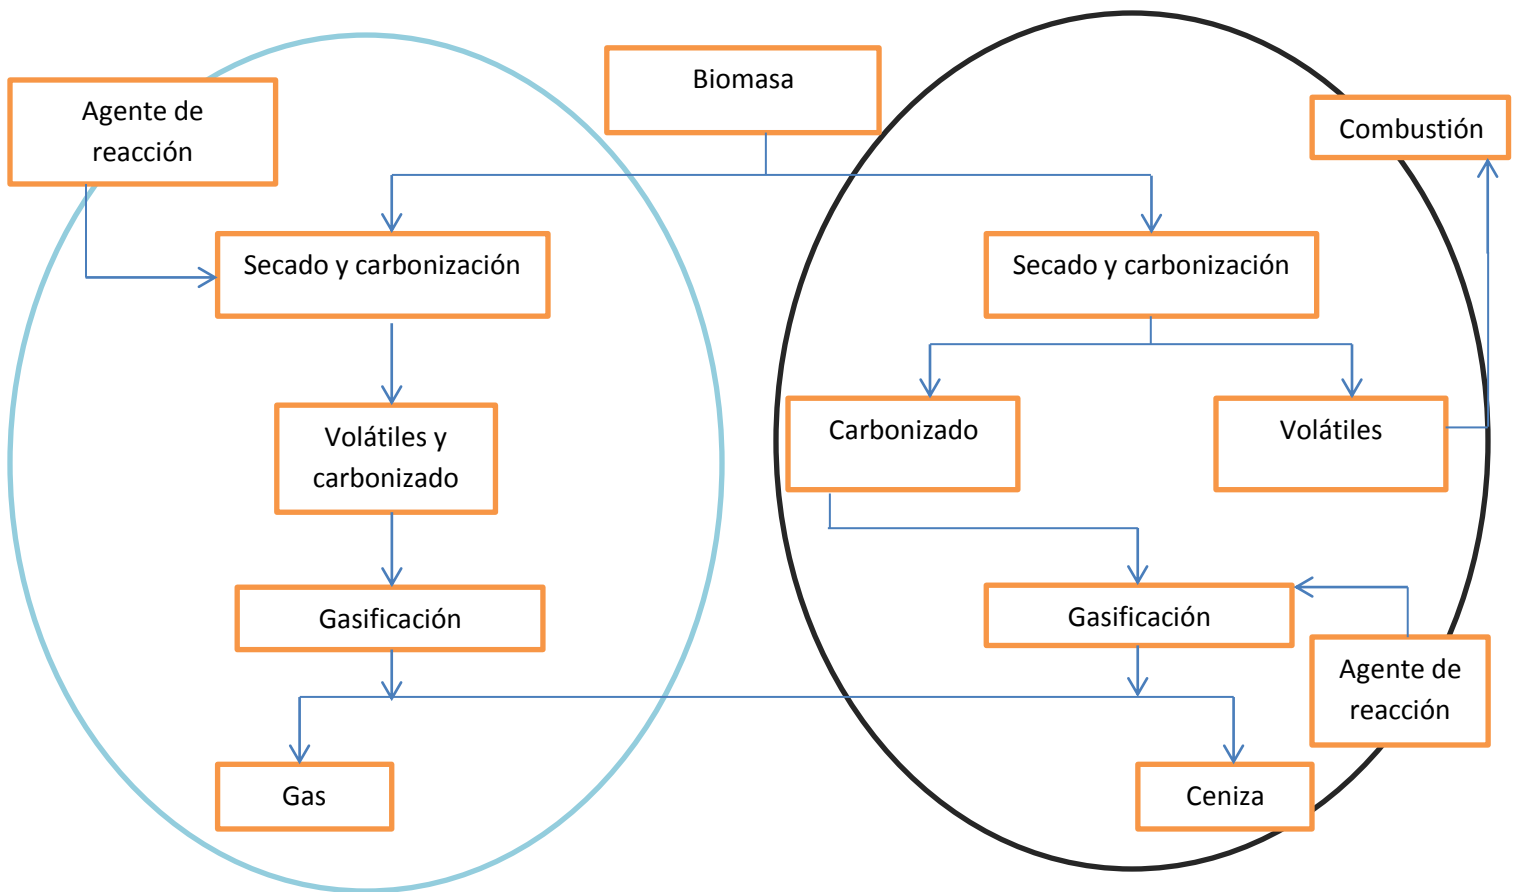 Biomasa
Agente de
reacción
Combustión
Secado y carbonización
Secado y carbonización
Volátiles y
carbonizado
Carbonizado
Volátiles
Gasificación
Gasificación
Agente de
reacción
Gas
Ceniza